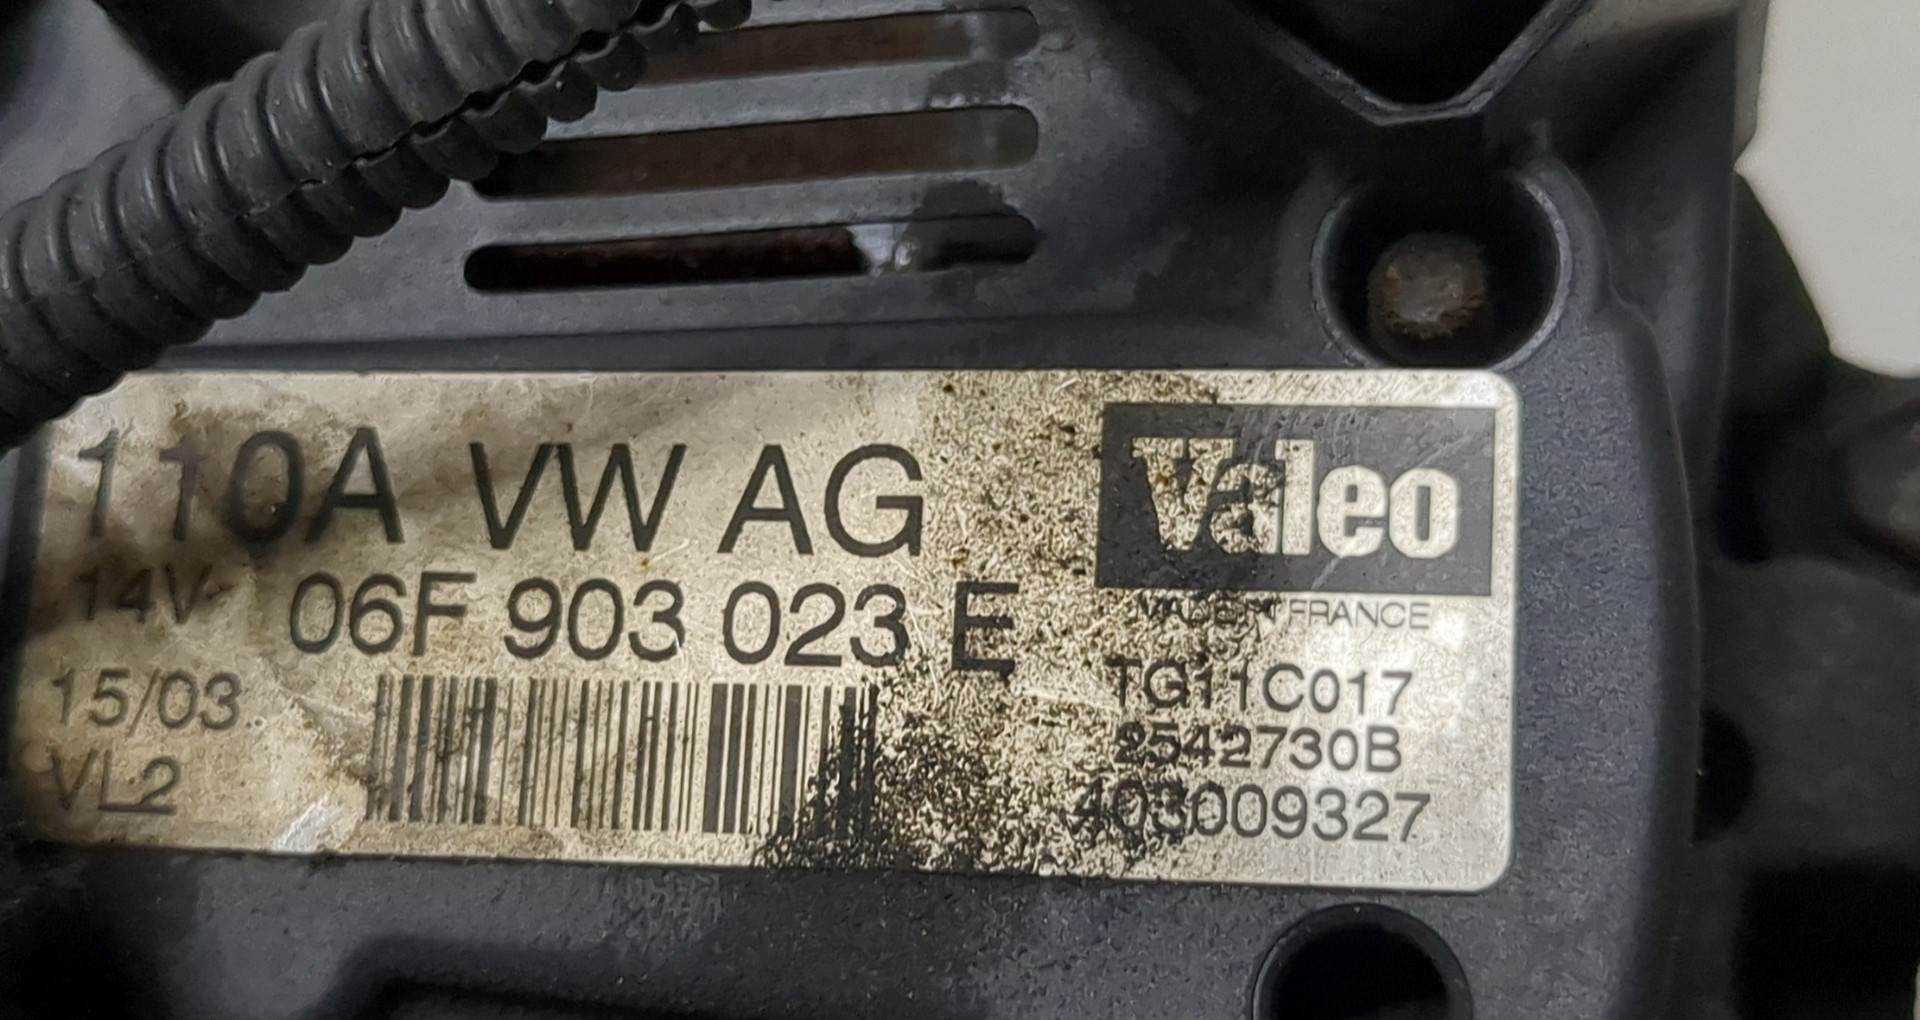 110A VW AG
14V 06F 903 023 E
15/03
VL2
Valeo
MADE IN FRANCE
TG11C017
2542730B
403009327